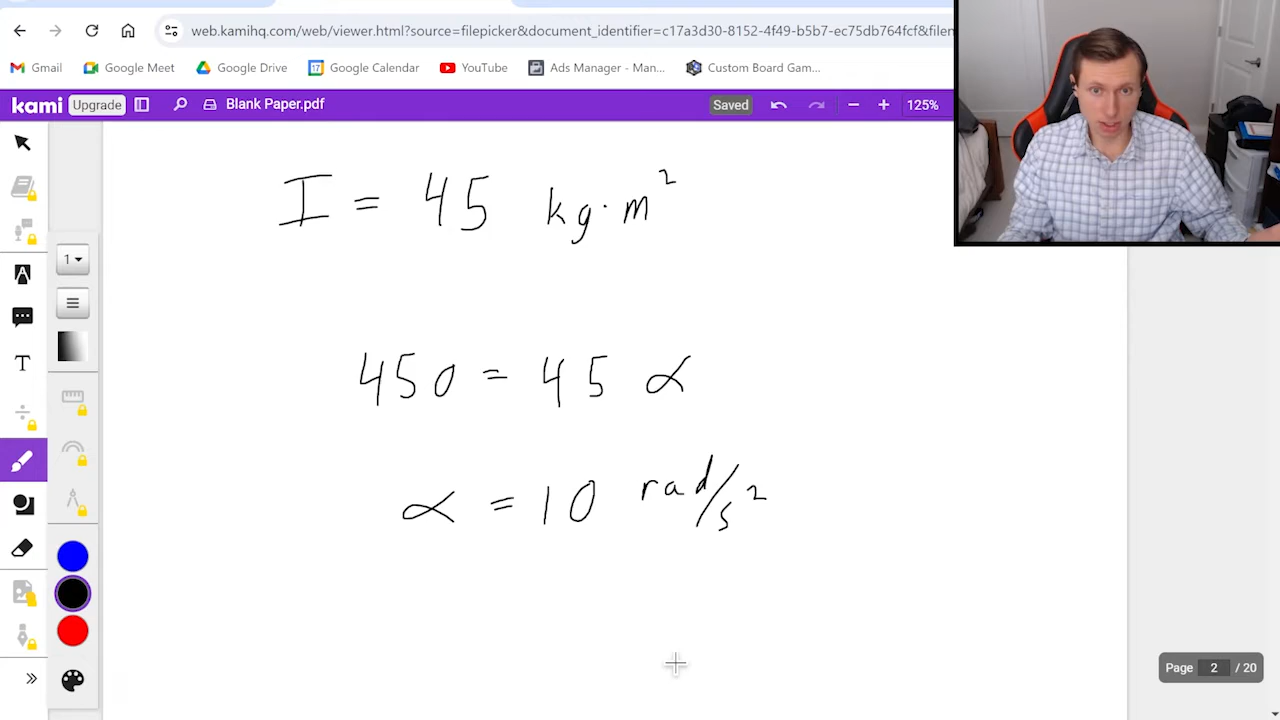 web.kamihq.com/web/viewer.html?source=filepicker&document_identifier=c17a3d30-8152-4f49-b5b7-ec75db764fcf&filen
Gmail Google Meet Google Drive 17 Google Calendar YouTube Ads Manager - Man... Custom Board Gam...
kami Upgrade Blank Paper.pdf Saved 125%
I = 45 kg·m²
1
450 = 45 α
T
α = 10 rad/s²
Page 2 / 20